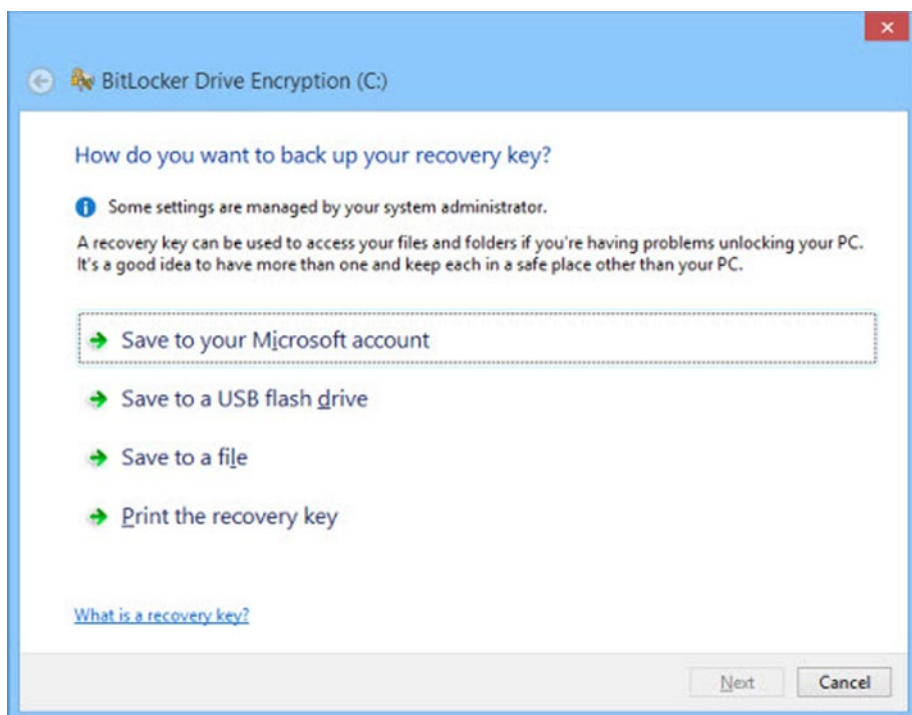 BitLocker Drive Encryption (C:)
How do you want to back up your recovery key?
Some settings are managed by your system administrator.
A recovery key can be used to access your files and folders if you're having problems unlocking your PC.
It's a good idea to have more than one and keep each in a safe place other than your PC.
Save to your Microsoft account
Save to a USB flash drive
Save to a file
Print the recovery key
What is a recovery key?
Next Cancel